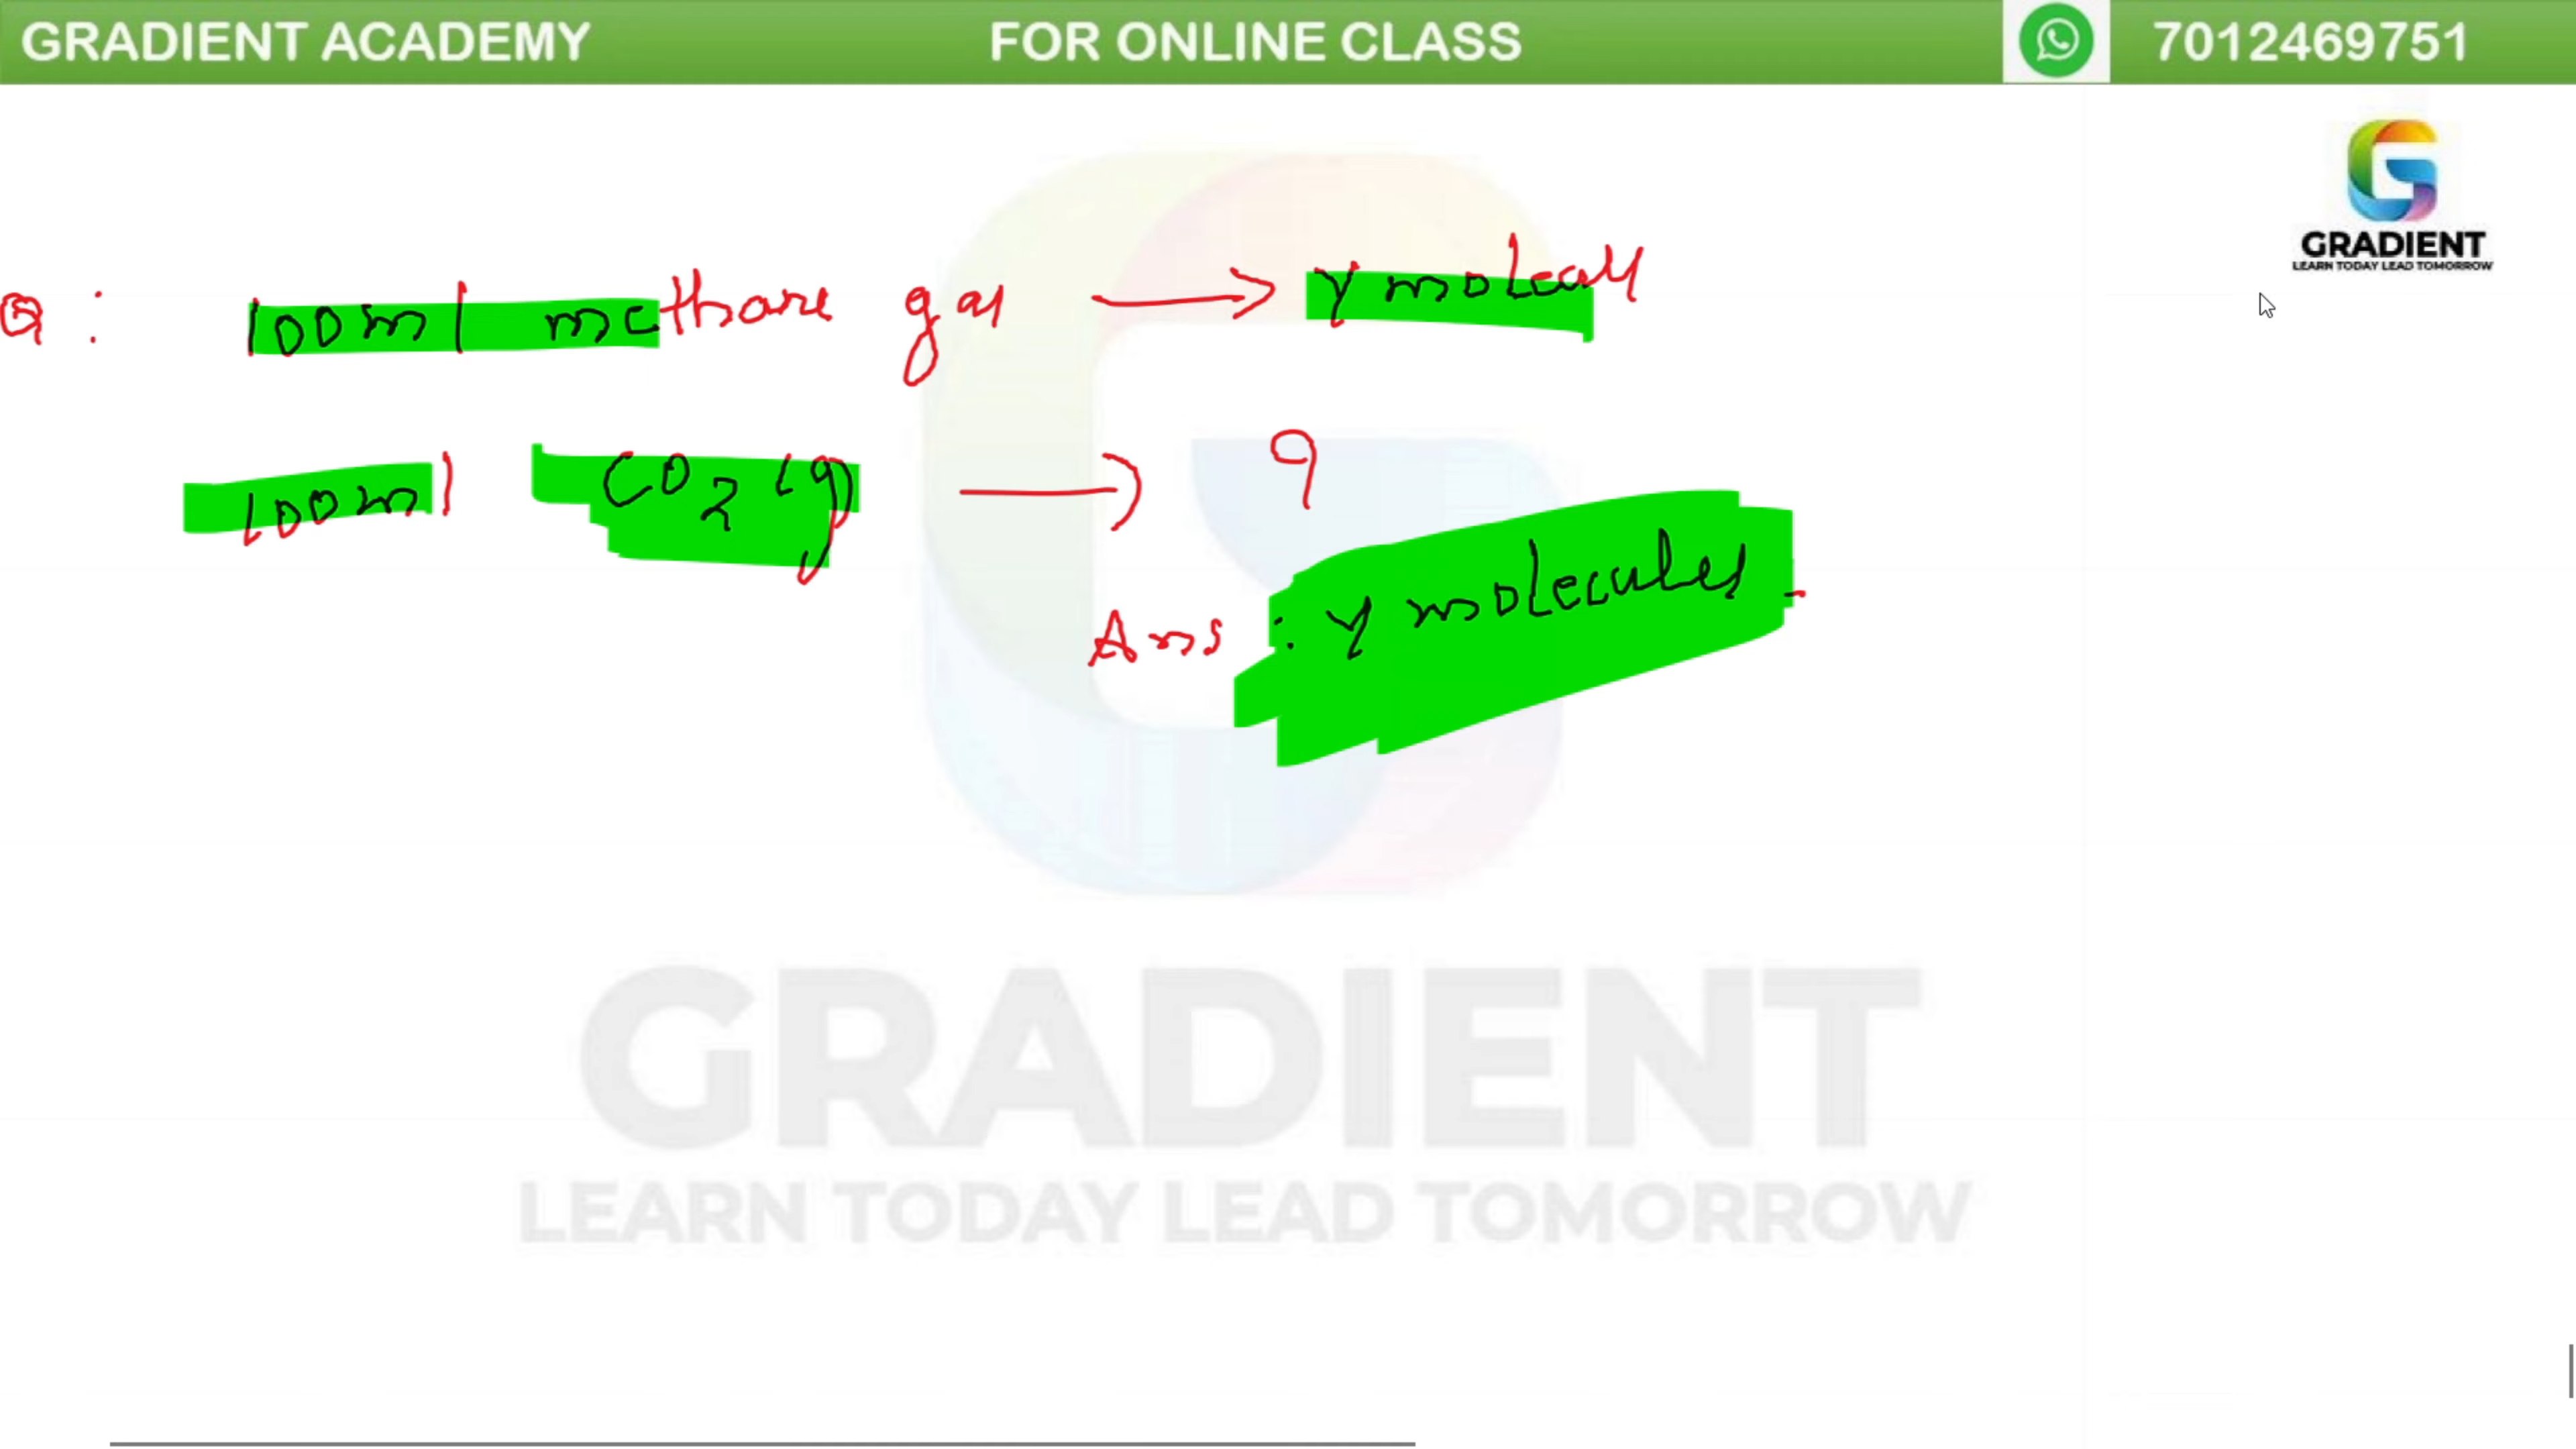 GRADIENT ACADEMY FOR ONLINE CLASS 7012469751
GRADIENT
LEARN TODAY LEAD TOMORROW
Q : 100ml methane gas → Y molecules
100ml CO2(g) → ?
Ans : Y molecules.
GRADIENT
LEARN TODAY LEAD TOMORROW